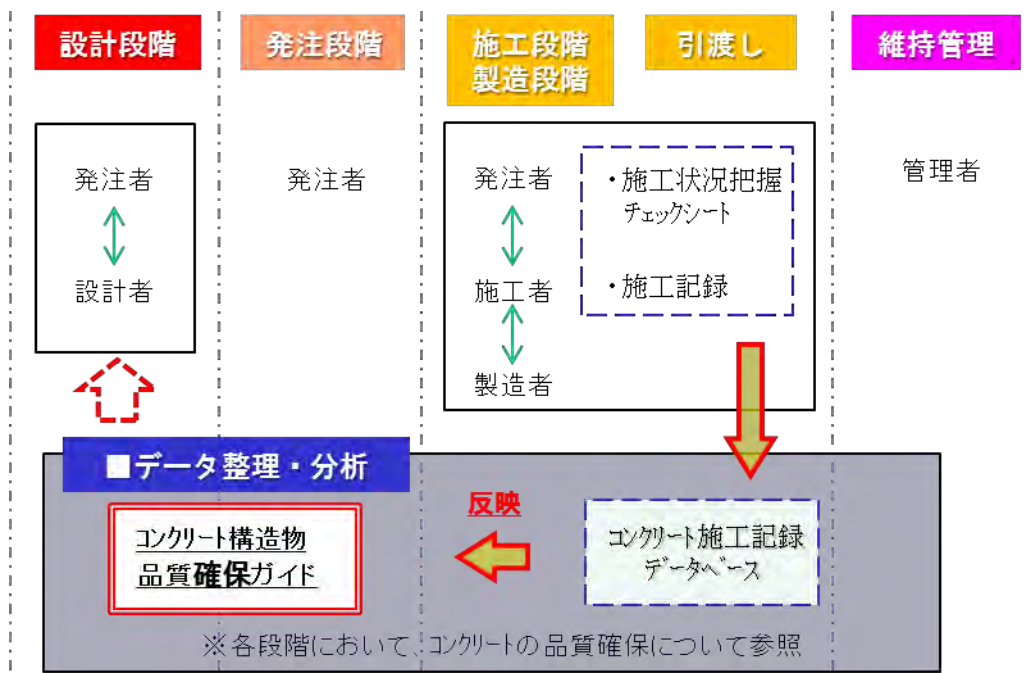 設計段階
発注段階
施工段階
製造段階
引渡し
維持管理
発注者
設計者
発注者
発注者
施工者
製造者
・施工状況把握
チェックシート
・施工記録
管理者
■データ整理・分析
コンクリート構造物
品質確保ガイド
反映
コンクリート施工記録
データベース
※各段階において、コンクリートの品質確保について参照